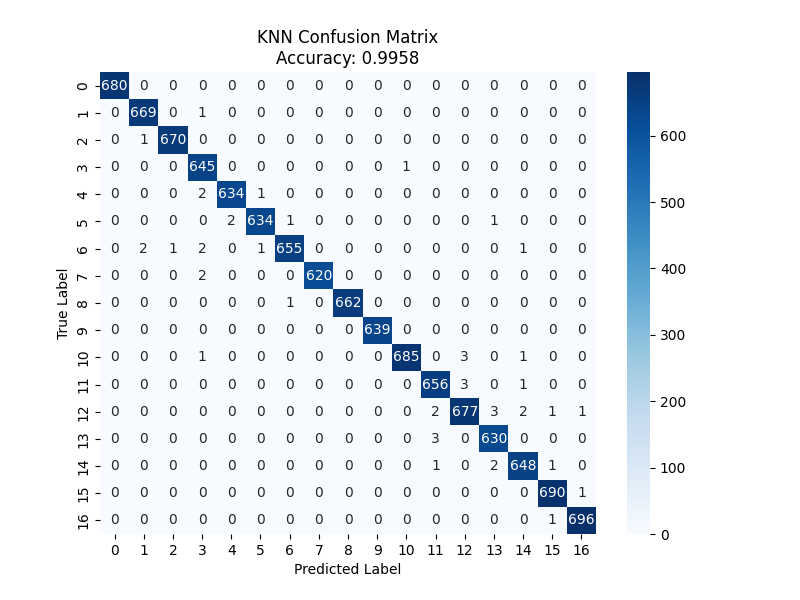 KNN Confusion Matrix
Accuracy: 0.9958
0 680 0 0 0 0 0 0 0 0 0 0 0 0 0 0 0 0
1 0 669 0 1 0 0 0 0 0 0 0 0 0 0 0 0 0
2 0 1 670 0 0 0 0 0 0 0 0 0 0 0 0 0 0
3 0 0 0 645 0 0 0 0 0 0 1 0 0 0 0 0 0
4 0 0 0 2 634 1 0 0 0 0 0 0 0 0 0 0 0
5 0 0 0 0 2 634 1 0 0 0 0 0 0 1 0 0 0
6 0 2 1 2 0 1 655 0 0 0 0 0 0 0 1 0 0
7 0 0 0 2 0 0 0 620 0 0 0 0 0 0 0 0 0
8 0 0 0 0 0 0 1 0 662 0 0 0 0 0 0 0 0
9 0 0 0 0 0 0 0 0 0 639 0 0 0 0 0 0 0
10 0 0 0 1 0 0 0 0 0 0 685 0 3 0 1 0 0
11 0 0 0 0 0 0 0 0 0 0 0 656 3 0 1 0 0
12 0 0 0 0 0 0 0 0 0 0 0 2 677 3 2 1 1
13 0 0 0 0 0 0 0 0 0 0 0 3 0 630 0 0 0
14 0 0 0 0 0 0 0 0 0 0 0 1 0 2 648 1 0
15 0 0 0 0 0 0 0 0 0 0 0 0 0 0 0 690 1
16 0 0 0 0 0 0 0 0 0 0 0 0 0 0 0 1 696
0 1 2 3 4 5 6 7 8 9 10 11 12 13 14 15 16
Predicted Label
True Label
600
500
400
300
200
100
0